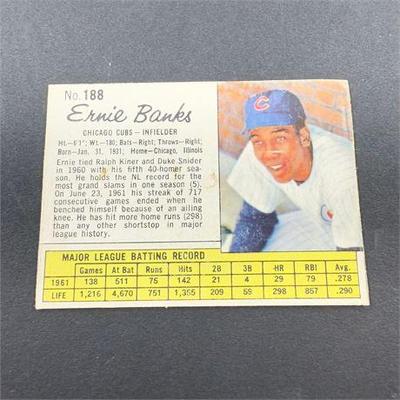 No. 188
Ernie Banks
CHICAGO CUBS — INFIELDER
Ht.—6'1"; Wt.—180; Bats—Right; Throws—Right;
Born—Jan. 31, 1931; Home—Chicago, Illinois
Ernie tied Ralph Kiner and Duke Snider
in 1960 with his fifth 40-homer sea-
son. He holds the NL record for the
most grand slams in one season (5).
On June 23, 1961 his streak of 717
consecutive games ended when he
benched himself because of an ailing
knee. He has hit more home runs (298)
than any other shortstop in major
league history.
C
MAJOR LEAGUE BATTING RECORD
Games At Bat Runs Hits 2B 3B HR RBI Avg.
1961 138 511 75 142 21 4 29 80 .278
LIFE 1,216 4,670 751 1,355 209 59 298 857 .290